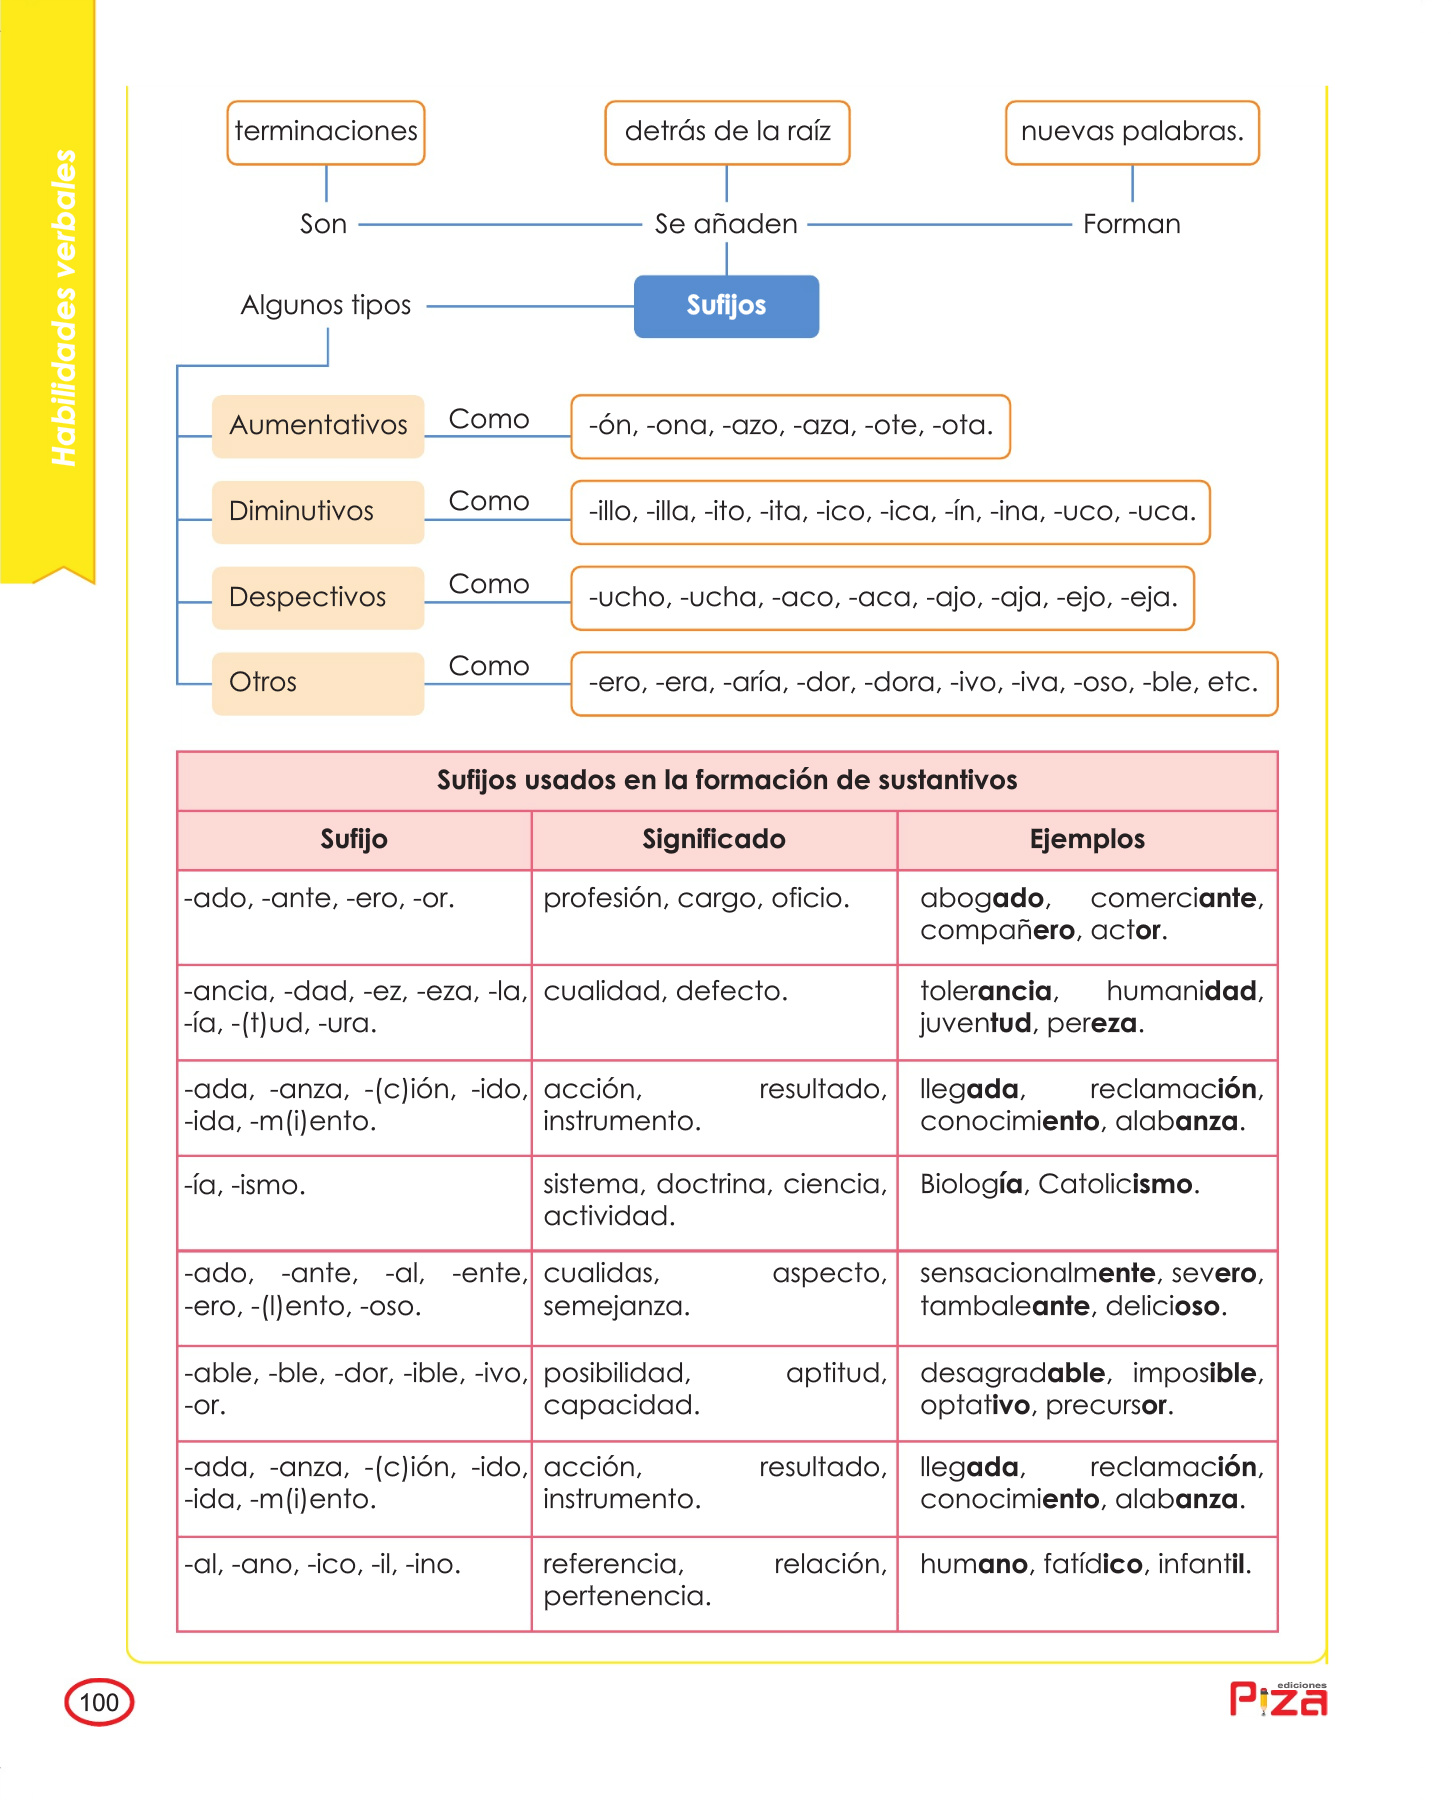 Habilidades verbales
terminaciones
detrás de la raíz
nuevas palabras.
Son
Se añaden
Forman
Algunos tipos
Sufijos
Aumentativos
Como
-ón, -ona, -azo, -aza, -ote, -ota.
Diminutivos
Como
-illo, -illa, -ito, -ita, -ico, -ica, -ín, -ina, -uco, -uca.
Despectivos
Como
-ucho, -ucha, -aco, -aca, -ajo, -aja, -ejo, -eja.
Otros
Como
-ero, -era, -aría, -dor, -dora, -ivo, -iva, -oso, -ble, etc.
Sufijos usados en la formación de sustantivos
Sufijo
Significado
Ejemplos
-ado, -ante, -ero, -or.
profesión, cargo, oficio.
abogado, comerciante,
compañero, actor.
-ancia, -dad, -ez, -eza, -la,
-ía, -(t)ud, -ura.
cualidad, defecto.
tolerancia, humanidad,
juventud, pereza.
-ada, -anza, -(c)ión, -ido,
-ida, -m(i)ento.
acción, resultado,
instrumento.
llegada, reclamación,
conocimiento, alabanza.
-ía, -ismo.
sistema, doctrina, ciencia,
actividad.
Biología, Catolicismo.
-ado, -ante, -al, -ente,
-ero, -(l)ento, -oso.
cualidas, aspecto,
semejanza.
sensacionalmente, severo,
tambaleante, delicioso.
-able, -ble, -dor, -ible, -ivo,
-or.
posibilidad, aptitud,
capacidad.
desagradable, imposible,
optativo, precursor.
-ada, -anza, -(c)ión, -ido,
-ida, -m(i)ento.
acción, resultado,
instrumento.
llegada, reclamación,
conocimiento, alabanza.
-al, -ano, -ico, -il, -ino.
referencia, relación,
pertenencia.
humano, fatídico, infantil.
100
ediciones
Piza